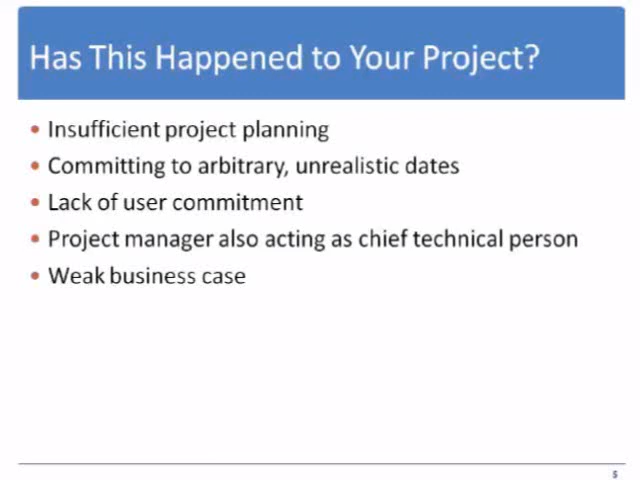 Has This Happened to Your Project?
• Insufficient project planning
• Committing to arbitrary, unrealistic dates
• Lack of user commitment
• Project manager also acting as chief technical person
• Weak business case
5